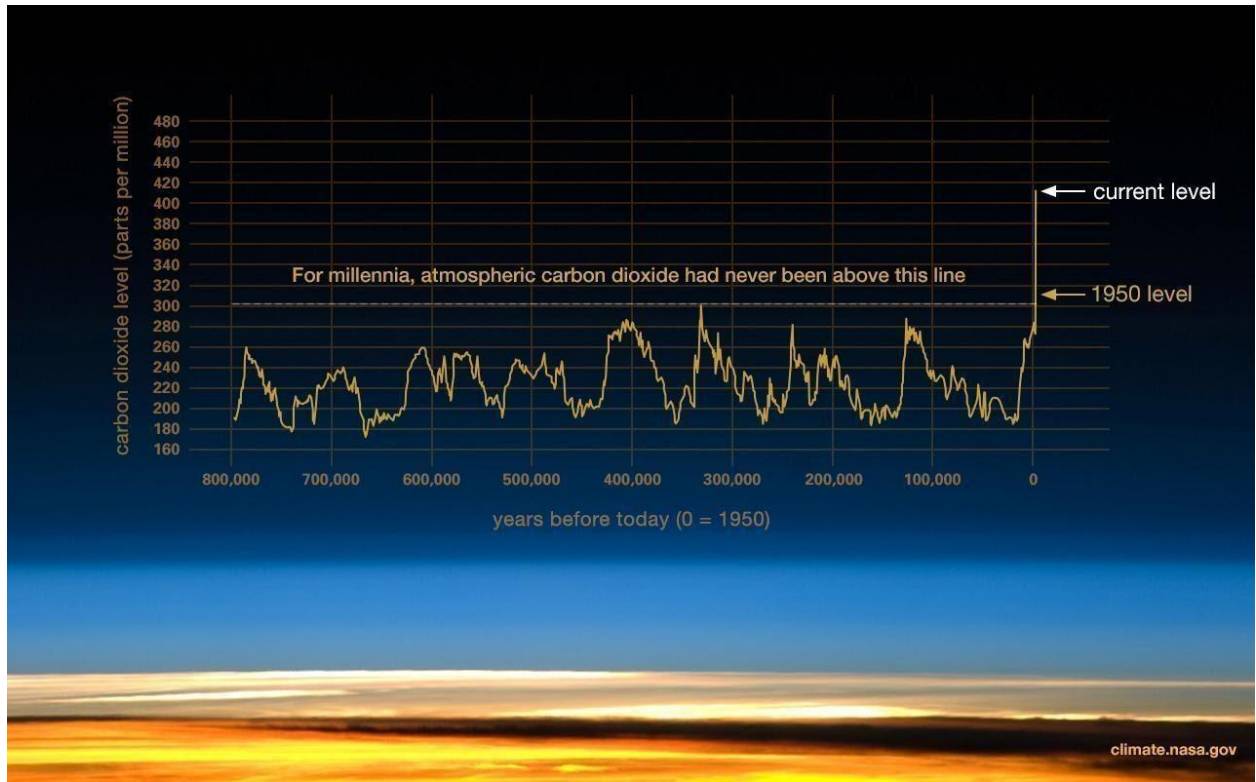 carbon dioxide level (parts per million)
480
460
440
420
400
380
360
340
320
300
280
260
240
220
200
180
160
current level
For millennia, atmospheric carbon dioxide had never been above this line
1950 level
800,000 700,000 600,000 500,000 400,000 300,000 200,000 100,000 0
years before today (0 = 1950)
climate.nasa.gov